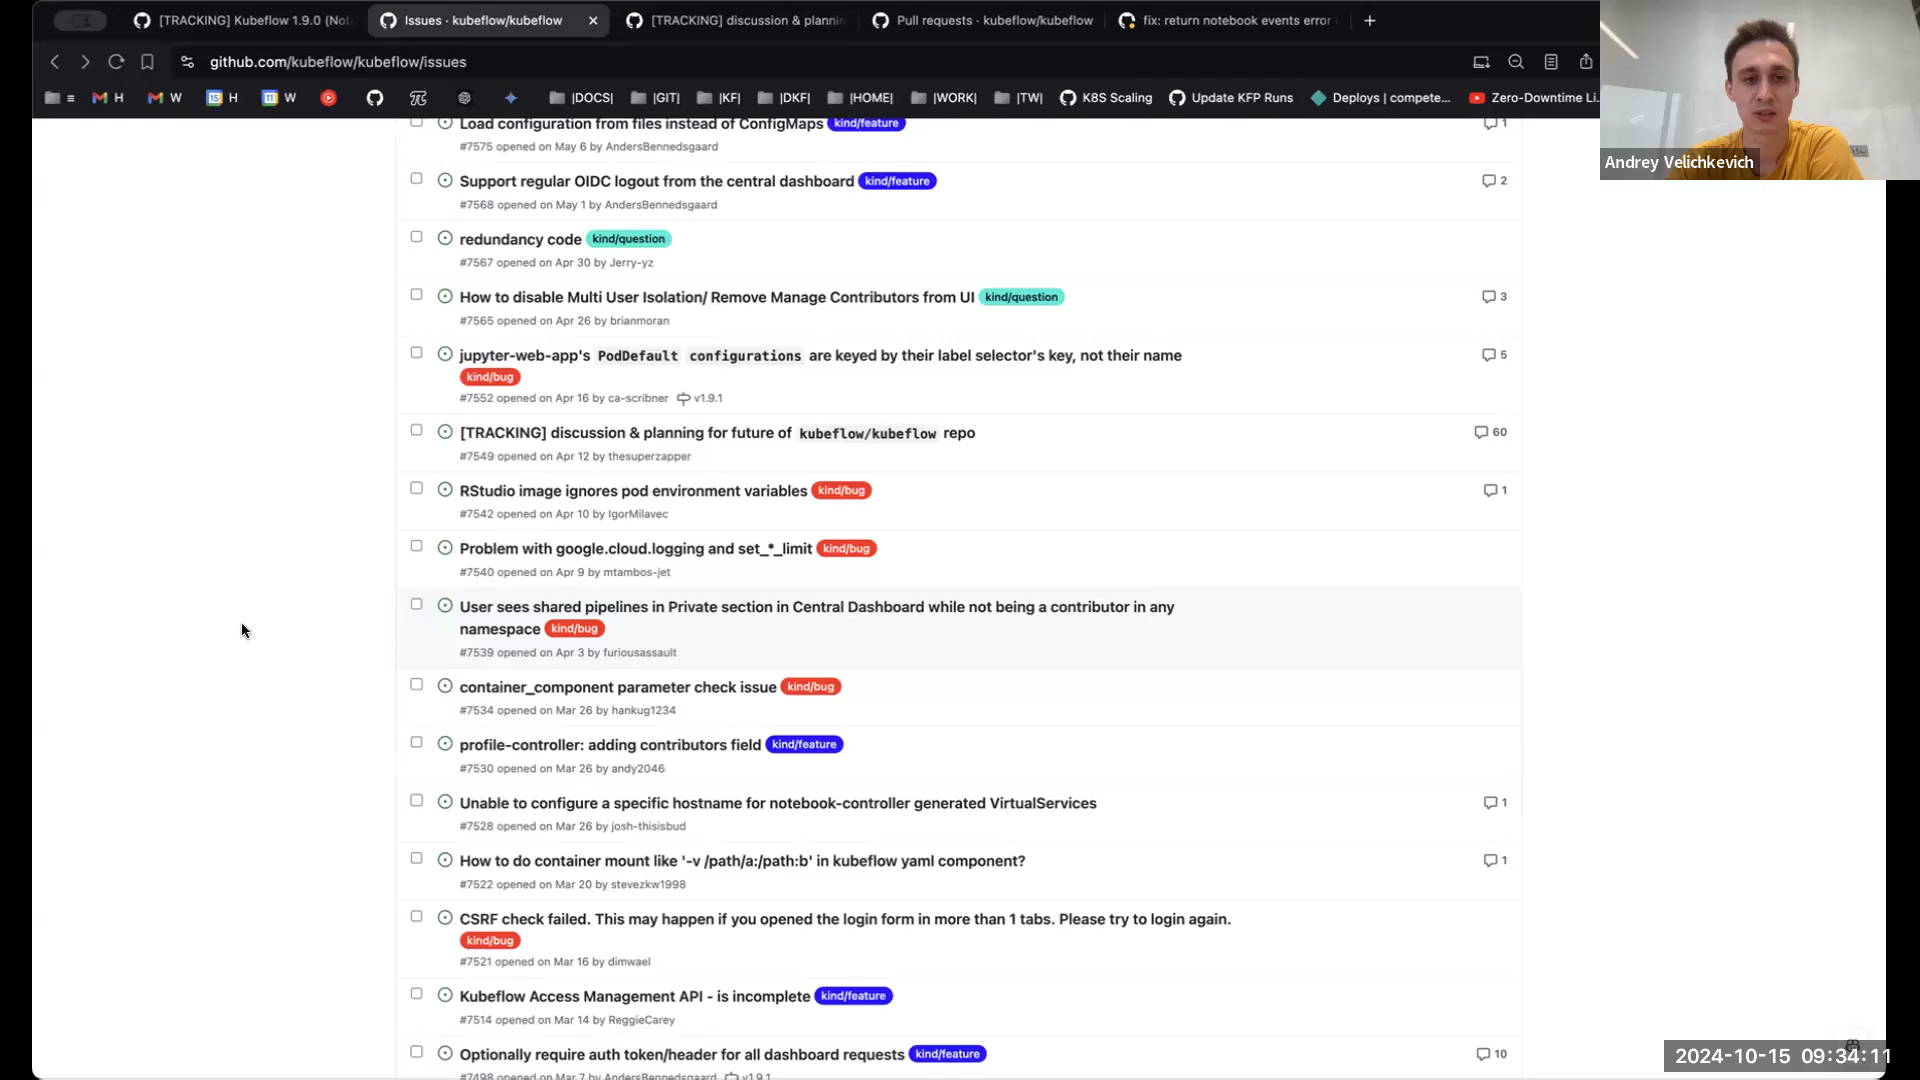 [TRACKING] Kubeflow 1.9.0 (Not
Issues · kubeflow/kubeflow
[TRACKING] discussion & plannin
Pull requests · kubeflow/kubeflow
fix: return notebook events error
github.com/kubeflow/kubeflow/issues
H
W
H
W
|DOCS|
|GIT|
|KF|
|DKF|
|HOME|
|WORK|
|TW|
K8S Scaling
Update KFP Runs
Deploys | compete...
Zero-Downtime Li...
Andrey Velichkevich
Load configuration from files instead of ConfigMaps kind/feature 1
#7575 opened on May 6 by AndersBennedsgaard
Support regular OIDC logout from the central dashboard kind/feature 2
#7568 opened on May 1 by AndersBennedsgaard
redundancy code kind/question
#7567 opened on Apr 30 by Jerry-yz
How to disable Multi User Isolation/ Remove Manage Contributors from UI kind/question 3
#7565 opened on Apr 26 by brianmoran
jupyter-web-app's PodDefault configurations are keyed by their label selector's key, not their name 5
kind/bug
#7552 opened on Apr 16 by ca-scribner v1.9.1
[TRACKING] discussion & planning for future of kubeflow/kubeflow repo 60
#7549 opened on Apr 12 by thesuperzapper
RStudio image ignores pod environment variables kind/bug 1
#7542 opened on Apr 10 by IgorMilavec
Problem with google.cloud.logging and set_*_limit kind/bug
#7540 opened on Apr 9 by mtambos-jet
User sees shared pipelines in Private section in Central Dashboard while not being a contributor in any
namespace kind/bug
#7539 opened on Apr 3 by furiousassault
container_component parameter check issue kind/bug
#7534 opened on Mar 26 by hankug1234
profile-controller: adding contributors field kind/feature
#7530 opened on Mar 26 by andy2046
Unable to configure a specific hostname for notebook-controller generated VirtualServices 1
#7528 opened on Mar 26 by josh-thisisbud
How to do container mount like '-v /path/a:/path:b' in kubeflow yaml component? 1
#7522 opened on Mar 20 by stevezkw1998
CSRF check failed. This may happen if you opened the login form in more than 1 tabs. Please try to login again.
kind/bug
#7521 opened on Mar 16 by dimwael
Kubeflow Access Management API - is incomplete kind/feature
#7514 opened on Mar 14 by ReggieCarey
Optionally require auth token/header for all dashboard requests kind/feature 10
#7498 opened on Mar 7 by AndersBennedsgaard v1.9.1
2024-10-15 09:34:11